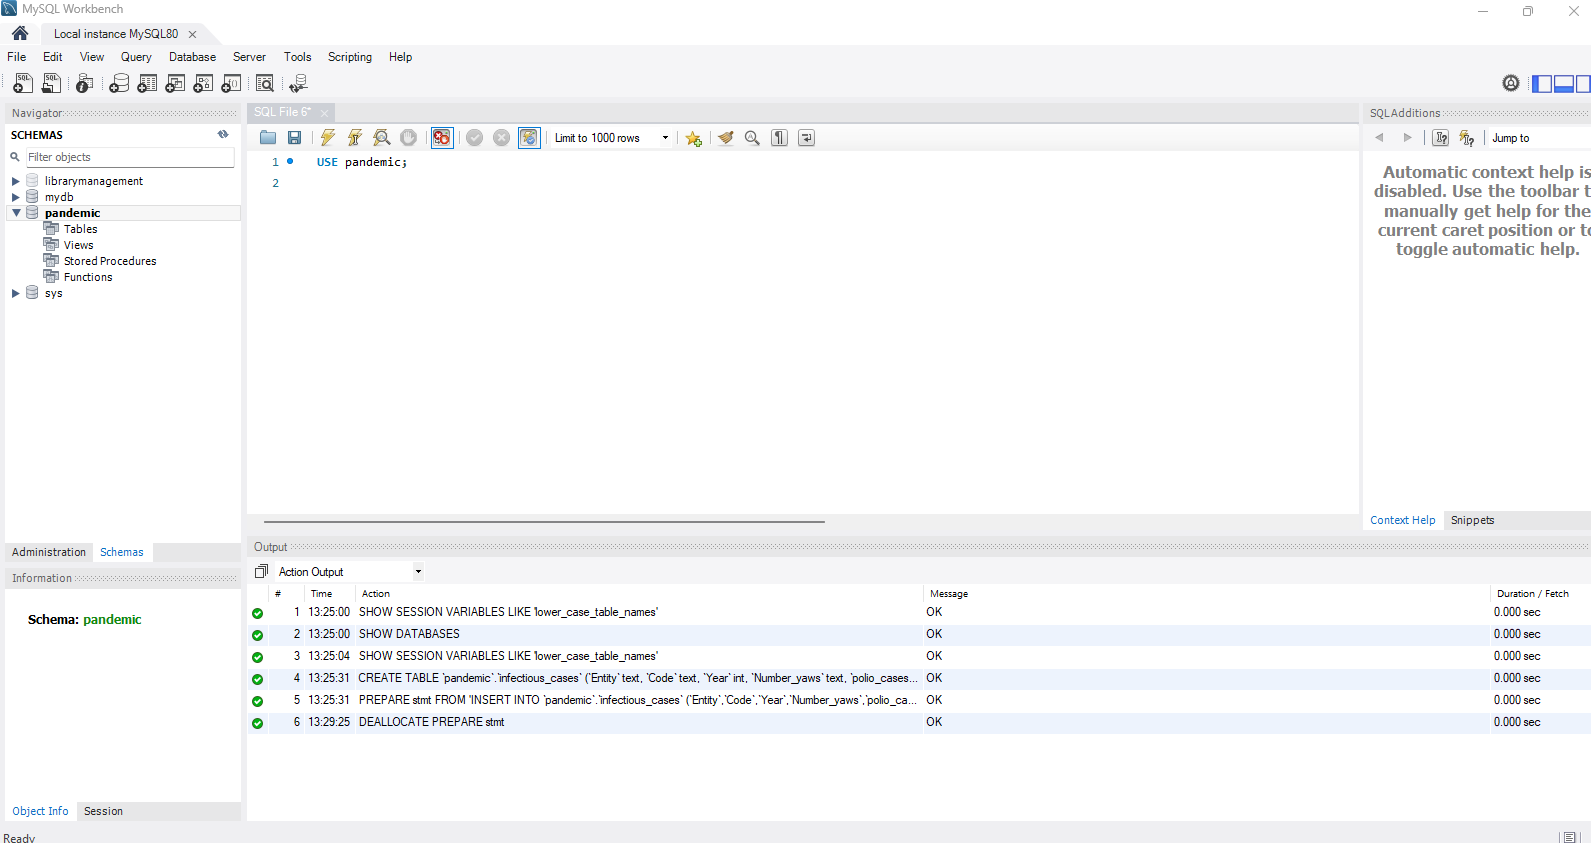 MySQL Workbench
Local instance MySQL80
File Edit View Query Database Server Tools Scripting Help
Navigator
SCHEMAS
Filter objects
librarymanagement
mydb
pandemic
Tables
Views
Stored Procedures
Functions
sys
Administration Schemas
Information
Schema: pandemic
Object Info Session
Ready
SQL File 6*
Limit to 1000 rows
1 USE pandemic;
2
SQLAdditions
Jump to
Automatic context help is
disabled. Use the toolbar t
manually get help for the
current caret position or to
toggle automatic help.
Context Help Snippets
Output
Action Output
# Time Action Message Duration / Fetch
1 13:25:00 SHOW SESSION VARIABLES LIKE 'lower_case_table_names' OK 0.000 sec
2 13:25:00 SHOW DATABASES OK 0.000 sec
3 13:25:04 SHOW SESSION VARIABLES LIKE 'lower_case_table_names' OK 0.000 sec
4 13:25:31 CREATE TABLE `pandemic`.`infectious_cases` (`Entity` text, `Code` text, `Year` int, `Number_yaws` text, `polio_cases... OK 0.000 sec
5 13:25:31 PREPARE stmt FROM 'INSERT INTO `pandemic`.`infectious_cases` (`Entity`,`Code`,`Year`,`Number_yaws`,`polio_ca... OK 0.000 sec
6 13:29:25 DEALLOCATE PREPARE stmt OK 0.000 sec